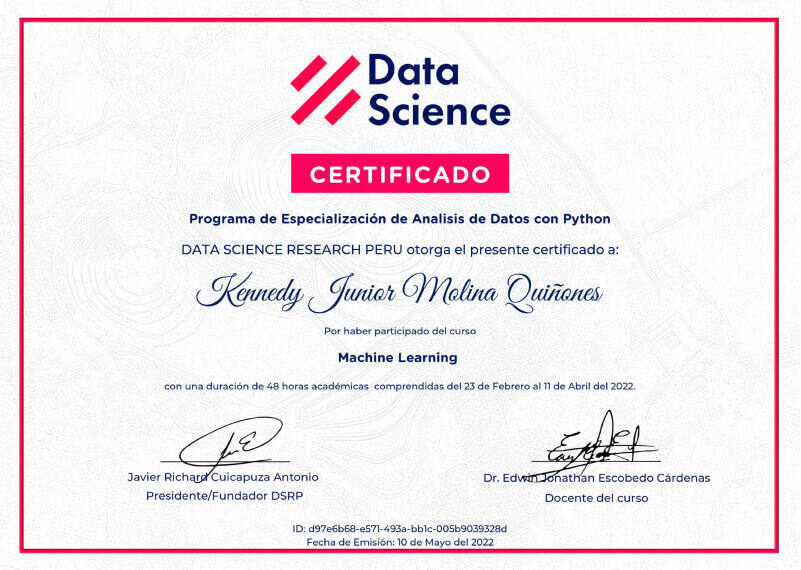 Data
Science
CERTIFICADO
Programa de Especialización de Analisis de Datos con Python
DATA SCIENCE RESEARCH PERU otorga el presente certificado a:
Kennedy Junior Molina Quiñones
Por haber participado del curso
Machine Learning
con una duración de 48 horas académicas comprendidas del 23 de Febrero al 11 de Abril del 2022.
Javier Richard Cuicapuza Antonio
Presidente/Fundador DSRP
Dr. Edwin Jonathan Escobedo Cárdenas
Docente del curso
ID: d97e6b68-e571-493a-bb1c-005b9039328d
Fecha de Emisión: 10 de Mayo del 2022